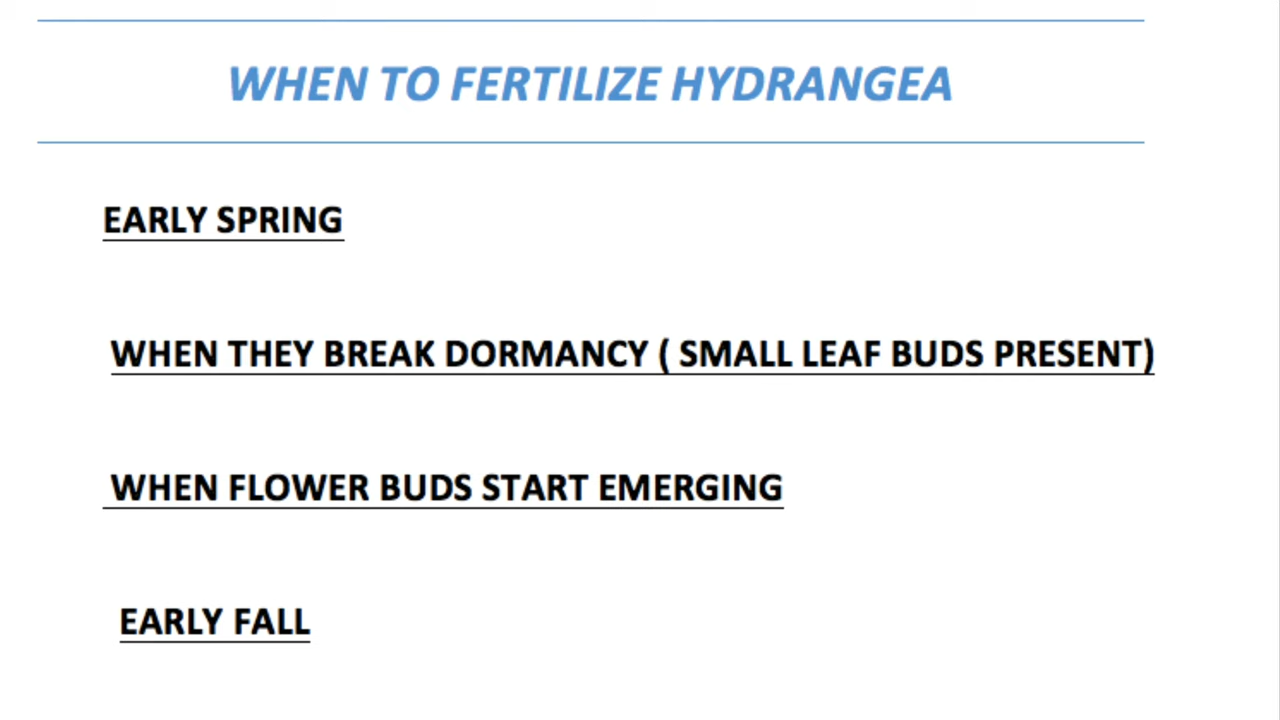 WHEN TO FERTILIZE HYDRANGEA
EARLY SPRING
WHEN THEY BREAK DORMANCY ( SMALL LEAF BUDS PRESENT)
WHEN FLOWER BUDS START EMERGING
EARLY FALL